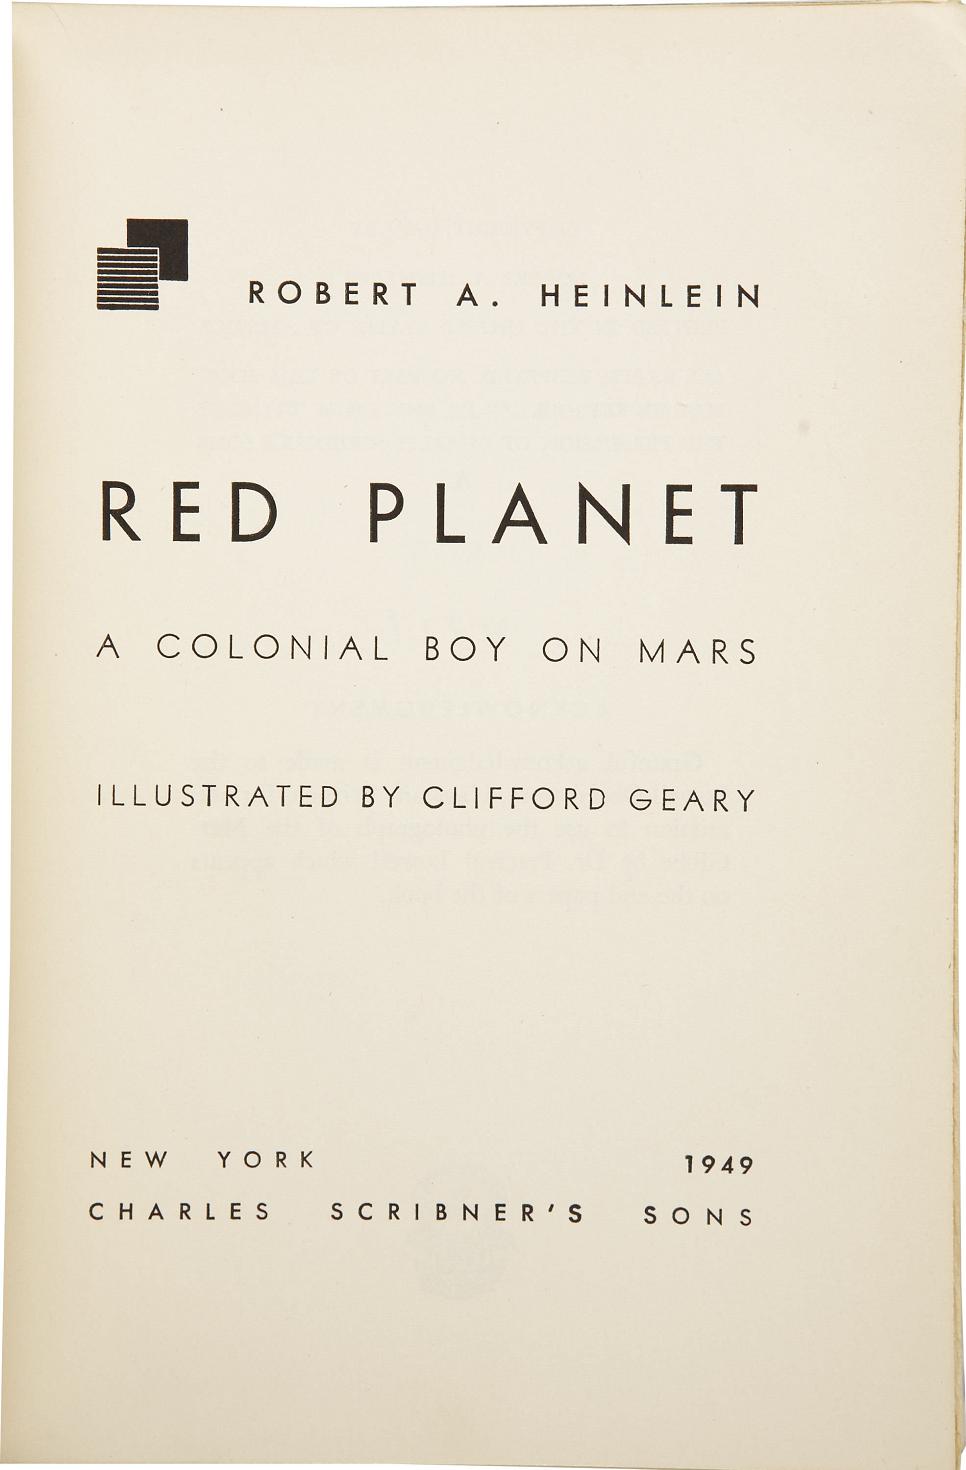 ROBERT A. HEINLEIN
RED PLANET
A COLONIAL BOY ON MARS
ILLUSTRATED BY CLIFFORD GEARY
NEW YORK 1949
CHARLES SCRIBNER'S SONS